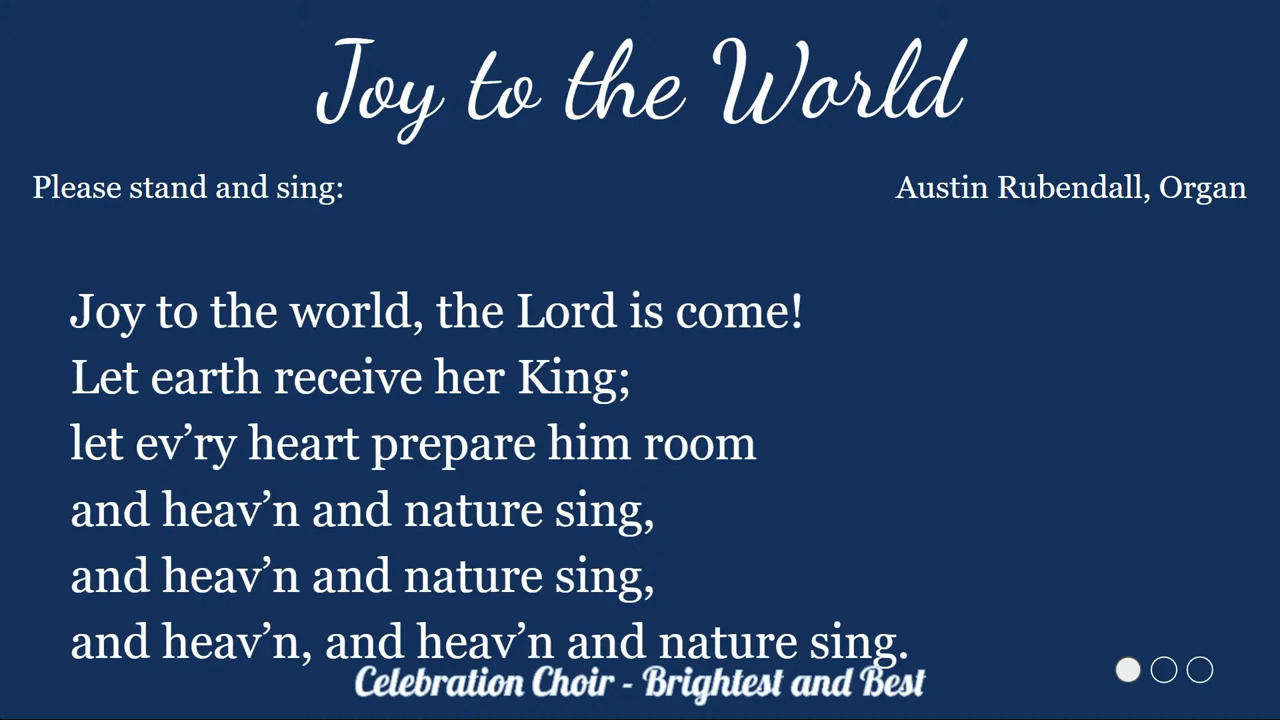 Joy to the World
Please stand and sing:
Austin Rubendall, Organ
Joy to the world, the Lord is come!
Let earth receive her King;
let ev’ry heart prepare him room
and heav’n and nature sing,
and heav’n and nature sing,
and heav’n, and heav’n and nature sing.
Celebration Choir - Brightest and Best